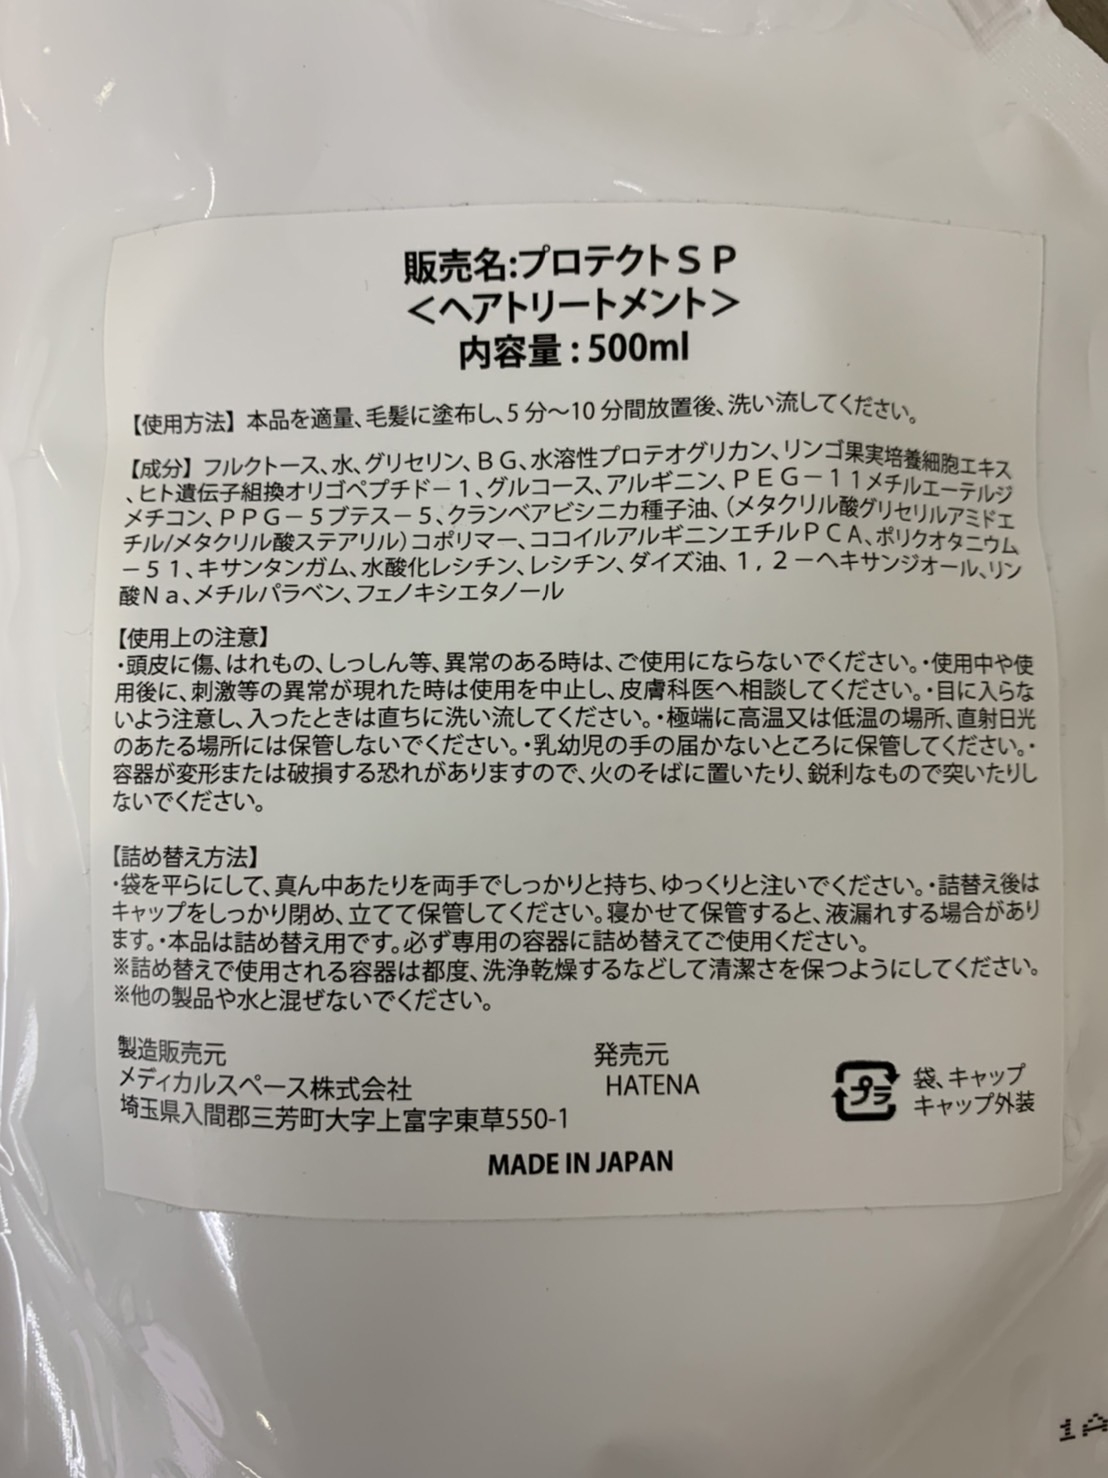 販売名:プロテクトＳＰ
＜ヘアトリートメント＞
内容量：500ml
【使用方法】本品を適量、毛髪に塗布し、5 分～10 分間放置後、洗い流してください。
【成分】フルクトース、水、グリセリン、ＢＧ、水溶性プロテオグリカン、リンゴ果実培養細胞エキス
、ヒト遺伝子組換オリゴペプチド－１、グルコース、アルギニン、ＰＥＧ－１１メチルエーテルジ
メチコン、ＰＰＧ－５ブテス－５、クランベアビシニカ種子油、（メタクリル酸グリセリルアミドエ
チル/メタクリル酸ステアリル）コポリマー、ココイルアルギニンエチルＰＣＡ、ポリクオタニウム
－５１、キサンタンガム、水酸化レシチン、レシチン、ダイズ油、１，２－ヘキサンジオール、リン
酸Ｎａ、メチルパラベン、フェノキシエタノール
【使用上の注意】
・頭皮に傷、はれもの、しっしん等、異常のある時は、ご使用にならないでください。・使用中や使
用後に、刺激等の異常が現れた時は使用を中止し、皮膚科医へ相談してください。・目に入らな
いよう注意し、入ったときは直ちに洗い流してください。・極端に高温又は低温の場所、直射日光
のあたる場所には保管しないでください。・乳幼児の手の届かないところに保管してください。・
容器が変形または破損する恐れがありますので、火のそばに置いたり、鋭利なもので突いたりし
ないでください。
【詰め替え方法】
・袋を平らにして、真ん中あたりを両手でしっかりと持ち、ゆっくりと注いでください。・詰替え後は
キャップをしっかり閉め、立てて保管してください。寝かせて保管すると、液漏れする場合があり
ます。・本品は詰め替え用です。必ず専用の容器に詰め替えてご使用ください。
※詰め替えで使用される容器は都度、洗浄乾燥するなどして清潔さを保つようにしてください。
※他の製品や水と混ぜないでください。
製造販売元
メディカルスペース株式会社
埼玉県入間郡三芳町大字上富字東草550-1
発売元
HATENA
プラ
袋、キャップ
キャップ外装
MADE IN JAPAN